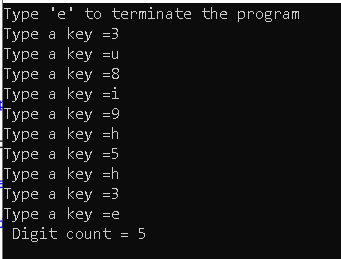 Type 'e' to terminate the program
Type a key =3
Type a key =u
Type a key =8
Type a key =i
Type a key =9
Type a key =h
Type a key =5
Type a key =h
Type a key =3
Type a key =e
Digit count = 5